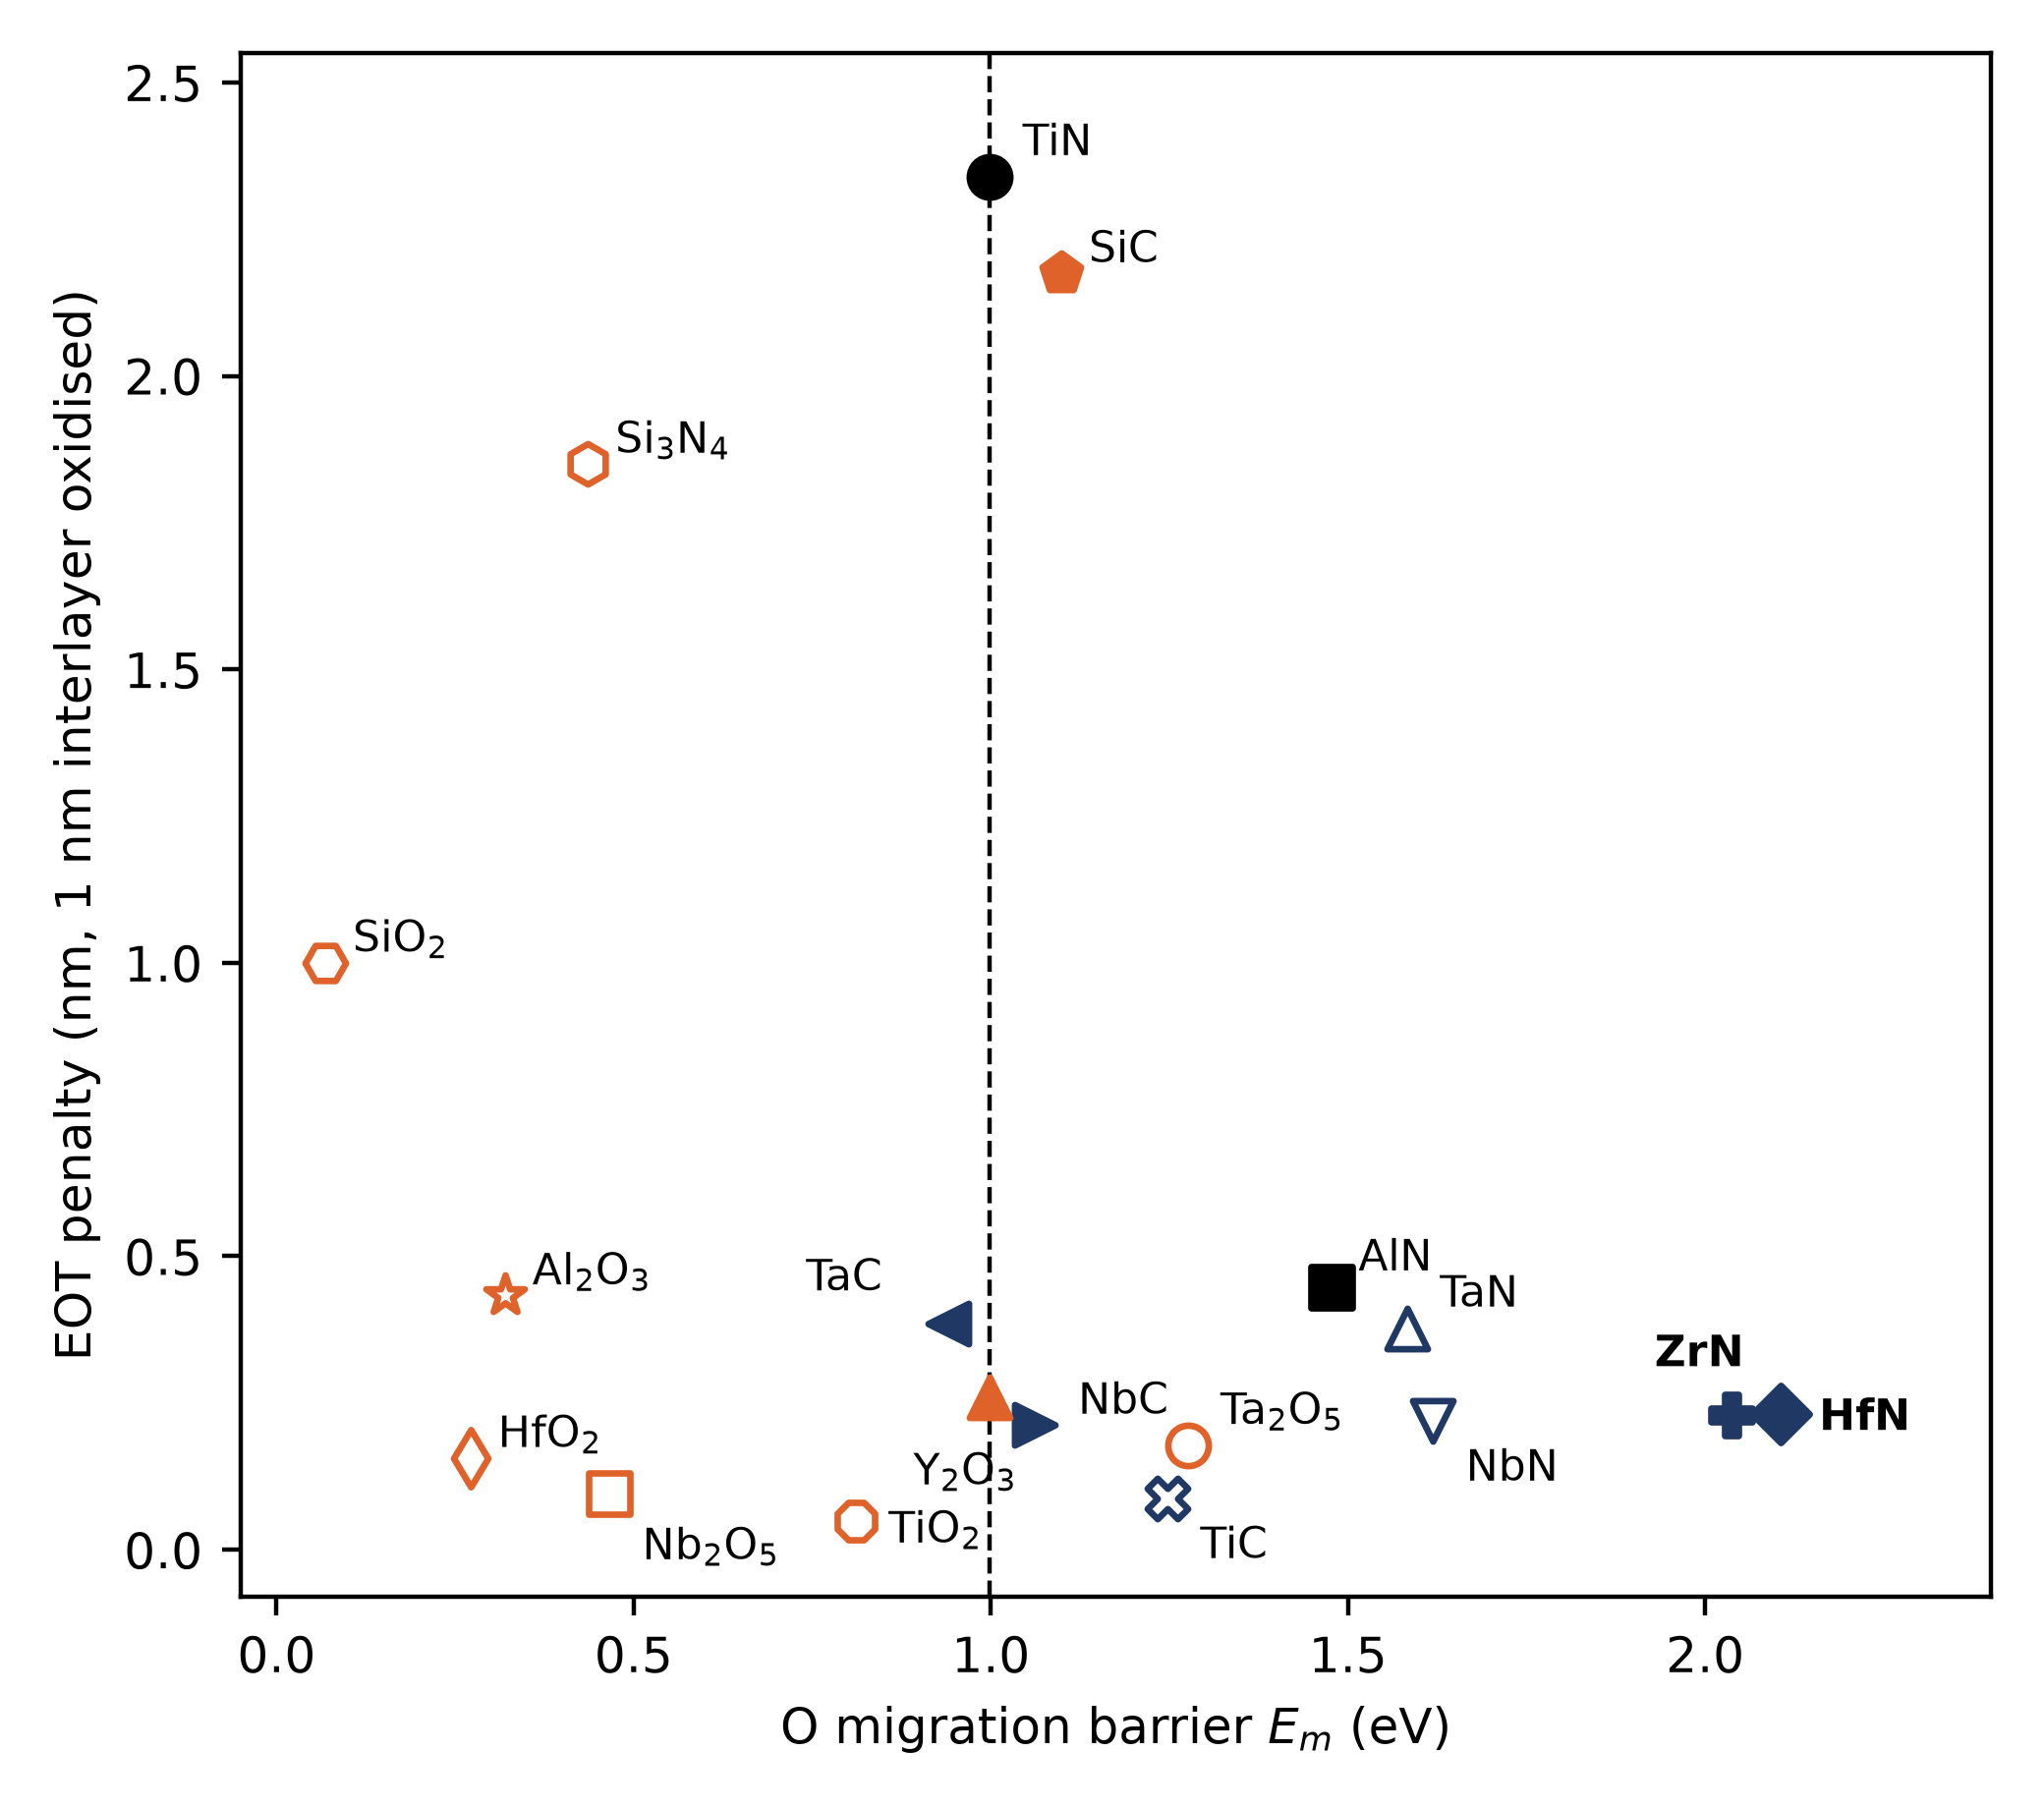 2.5
2.0
1.5
1.0
0.5
0.0
EOT penalty (nm, 1 nm interlayer oxidised)
TiN
SiC
Si₃N₄
SiO₂
Al₂O₃
TaC
AlN
TaN
ZrN
HfN
NbC
Ta₂O₅
HfO₂
Y₂O₃
NbN
Nb₂O₅
TiO₂
TiC
0.0 0.5 1.0 1.5 2.0
O migration barrier Eₘ (eV)